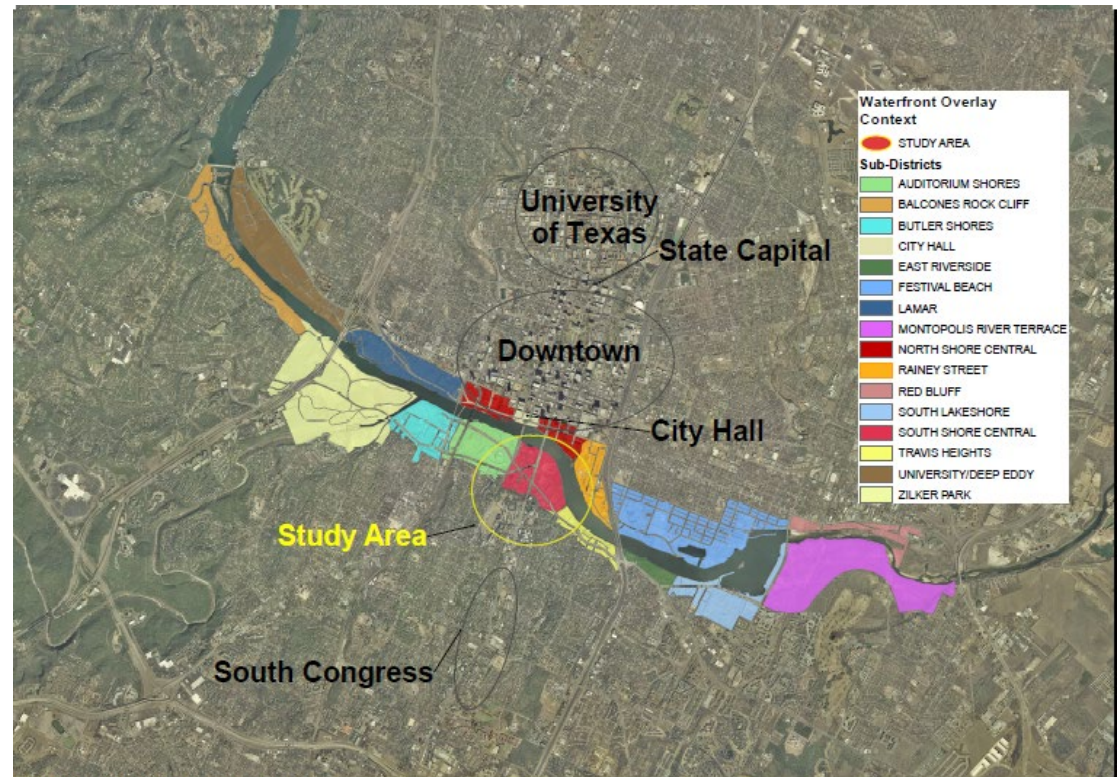 Waterfront Overlay
Context
STUDY AREA
Sub-Districts
AUDITORIUM SHORES
BALCONES ROCK CLIFF
BUTLER SHORES
CITY HALL
EAST RIVERSIDE
FESTIVAL BEACH
LAMAR
MONTOPOLIS RIVER TERRACE
NORTH SHORE CENTRAL
RAINEY STREET
RED BLUFF
SOUTH LAKESHORE
SOUTH SHORE CENTRAL
TRAVIS HEIGHTS
UNIVERSITY/DEEP EDDY
ZILKER PARK
University
of Texas
State Capital
Downtown
City Hall
Study Area
South Congress